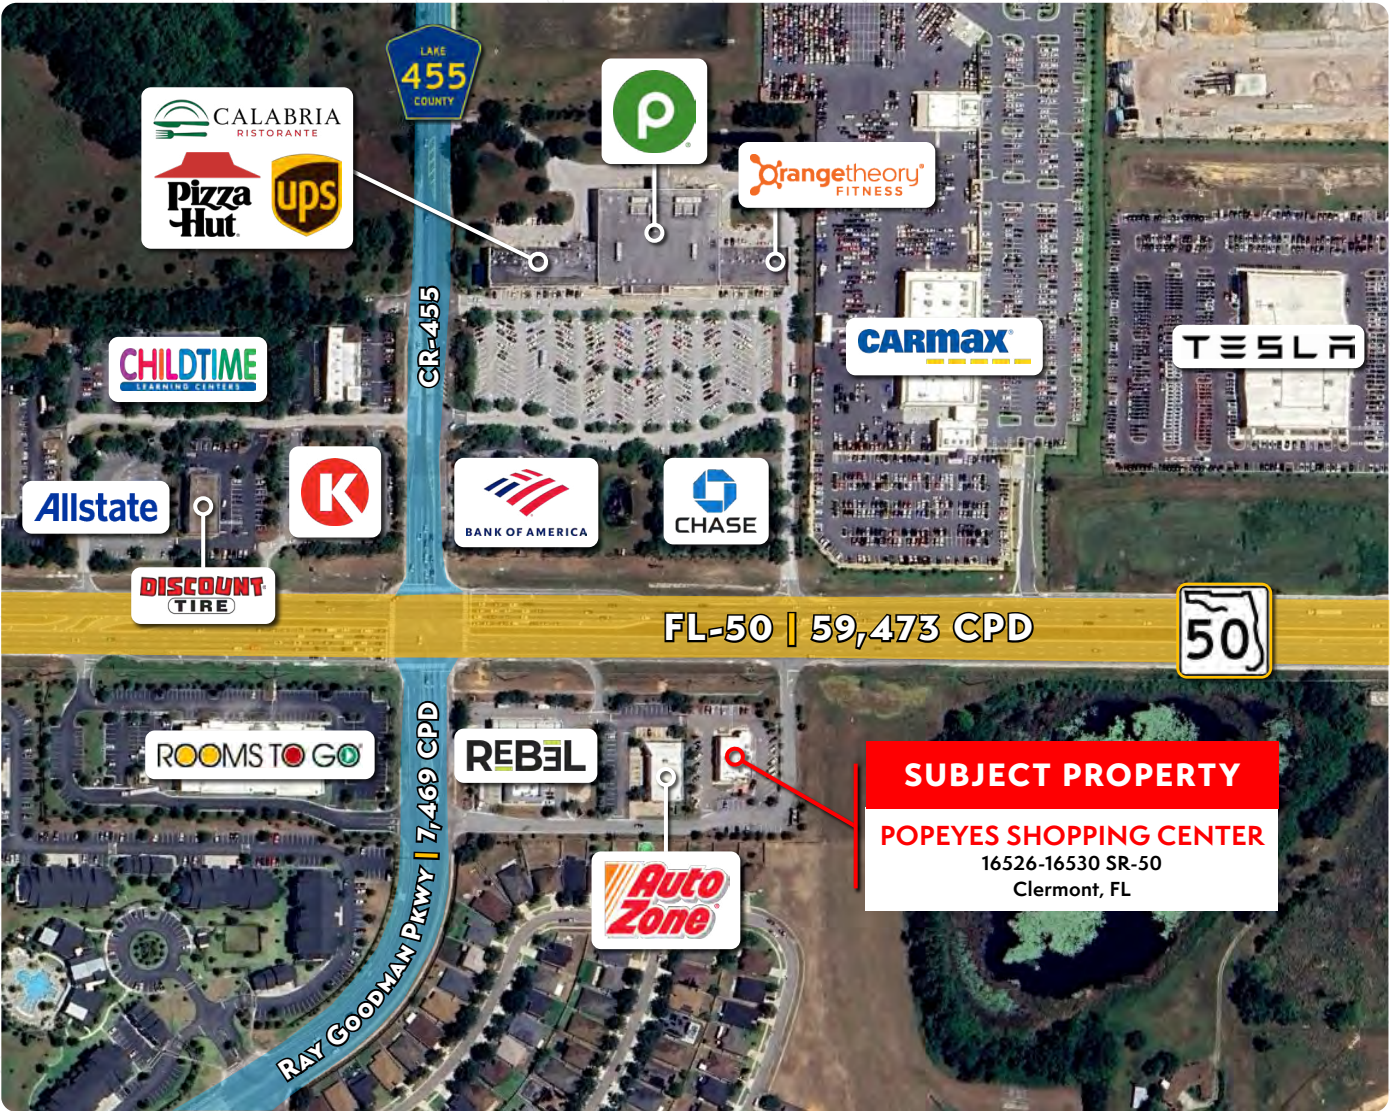 LAKE
455
COUNTY
CALABRIA
RISTORANTE
Pizza
Hut
ups
P
Orangetheory
FITNESS
CR-455
CHILDTIME
LEARNING CENTERS
CARMAX
TESLA
Allstate
K
BANK OF AMERICA
CHASE
DISCOUNT
TIRE
FL-50 | 59,473 CPD
50
ROOMS TO GO
RAY GOODMAN PKWY | 7,469 CPD
REBEL
SUBJECT PROPERTY
POPEYES SHOPPING CENTER
16526-16530 SR-50
Clermont, FL
Auto
Zone